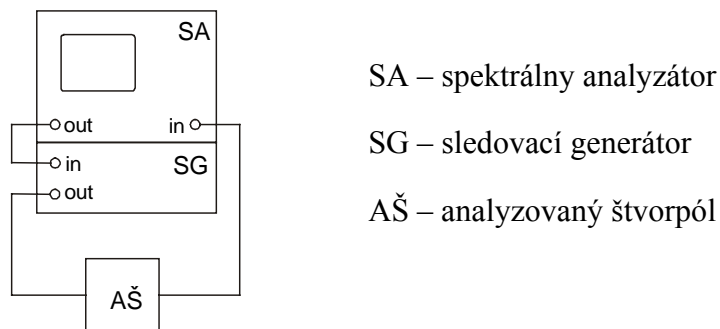 SA
out
in
in
SG
out
AŠ
SA – spektrálny analyzátor
SG – sledovací generátor
AŠ – analyzovaný štvorpól